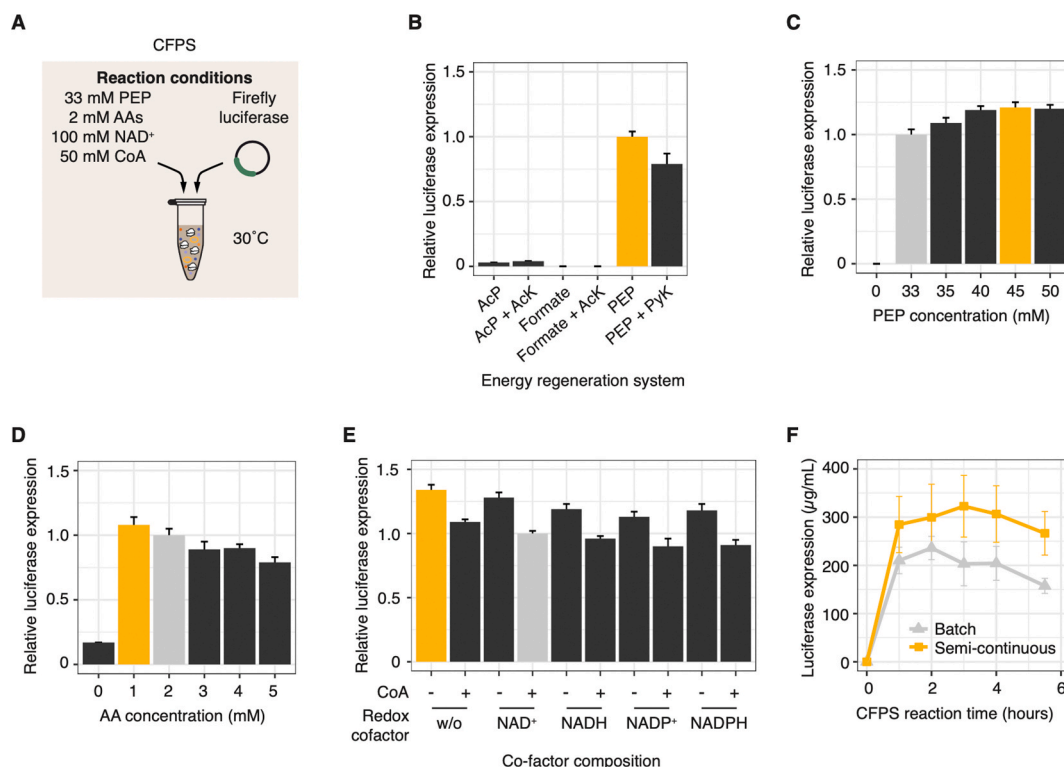 A
CFPS
Reaction conditions
33 mM PEP
2 mM AAs
100 mM NAD⁺
50 mM CoA
Firefly
luciferase
30˚C
B
Relative luciferase expression
1.5
1.0
0.5
0
AcP
AcP + AcK
Formate
Formate + AcK
PEP
PEP + PyK
Energy regeneration system
C
Relative luciferase expression
1.5
1.0
0.5
0
0 33 35 40 45 50
PEP concentration (mM)
D
Relative luciferase expression
1.5
1.0
0.5
0
0 1 2 3 4 5
AA concentration (mM)
E
Relative luciferase expression
1.5
1.0
0.5
0
CoA - + - + - + - + - +
Redox
cofactor
w/o NAD⁺ NADH NADP⁺ NADPH
Co-factor composition
F
Luciferase expression (µg/mL)
400
300
200
100
0
Batch
Semi-continuous
0 2 4 6
CFPS reaction time (hours)